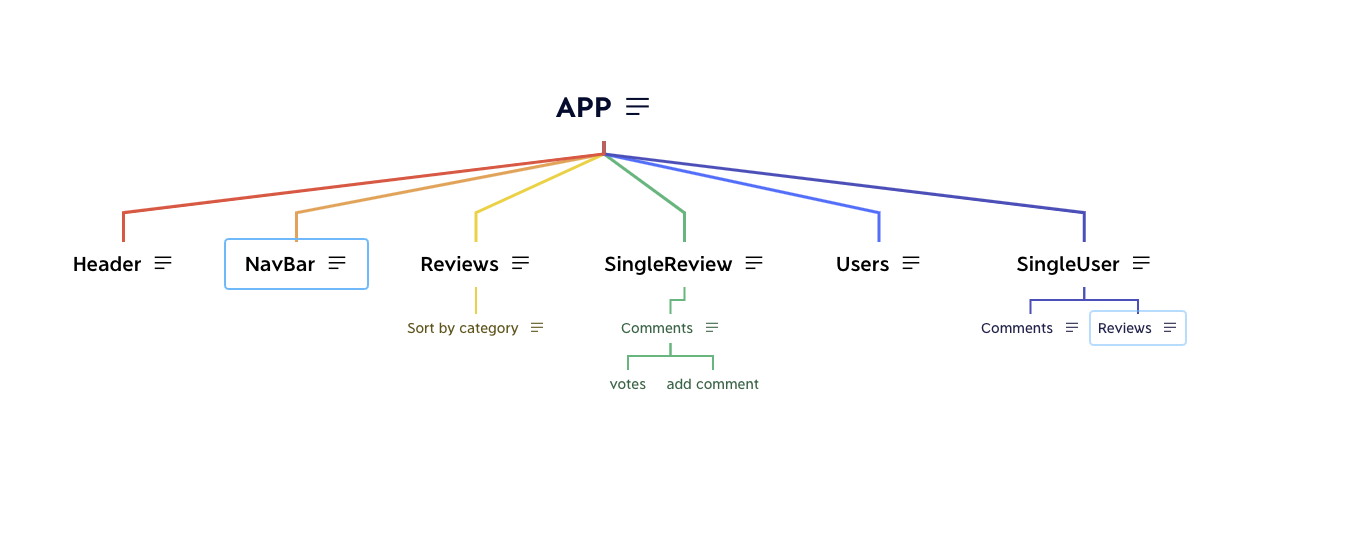 APP
Header NavBar Reviews SingleReview Users SingleUser
Sort by category Comments Comments Reviews
votes add comment